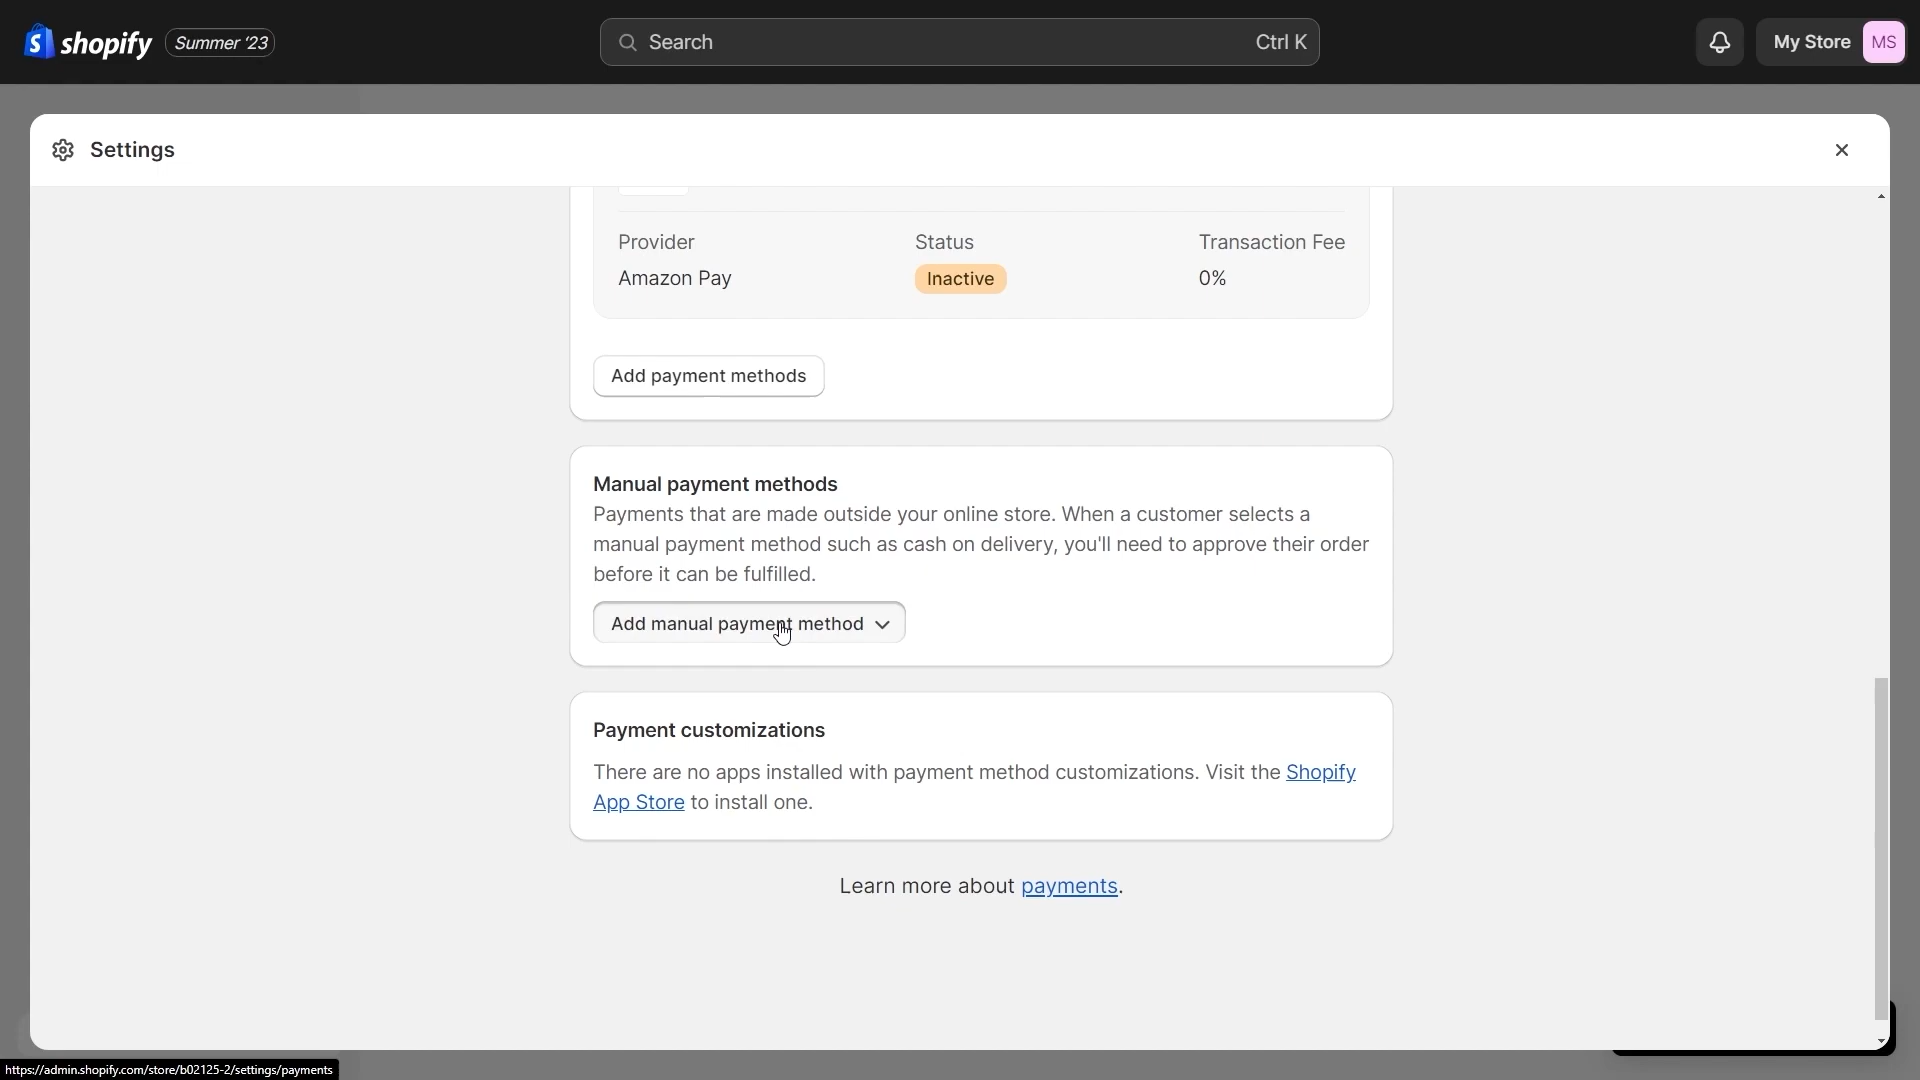 shopify
Summer '23
Search
Ctrl K
My Store
MS
Settings
Provider
Status
Transaction Fee
Amazon Pay
Inactive
0%
Add payment methods
Manual payment methods
Payments that are made outside your online store. When a customer selects a
manual payment method such as cash on delivery, you'll need to approve their order
before it can be fulfilled.
Add manual payment method
Payment customizations
There are no apps installed with payment method customizations. Visit the Shopify
App Store to install one.
Learn more about payments.
https://admin.shopify.com/store/b02125-2/settings/payments